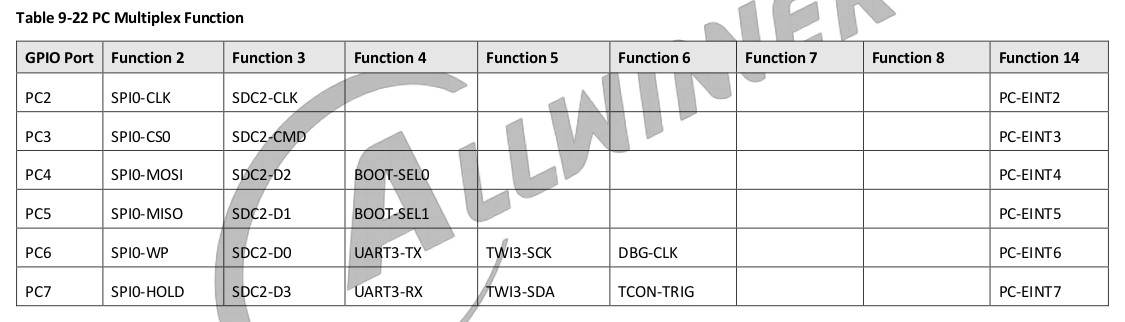 Table 9-22 PC Multiplex Function
GPIO Port Function 2 Function 3 Function 4 Function 5 Function 6 Function 7 Function 8 Function 14
PC2 SPI0-CLK SDC2-CLK PC-EINT2
PC3 SPI0-CS0 SDC2-CMD PC-EINT3
PC4 SPI0-MOSI SDC2-D2 BOOT-SEL0 PC-EINT4
PC5 SPI0-MISO SDC2-D1 BOOT-SEL1 PC-EINT5
PC6 SPI0-WP SDC2-D0 UART3-TX TWI3-SCK DBG-CLK PC-EINT6
PC7 SPI0-HOLD SDC2-D3 UART3-RX TWI3-SDA TCON-TRIG PC-EINT7
ALLWINNER